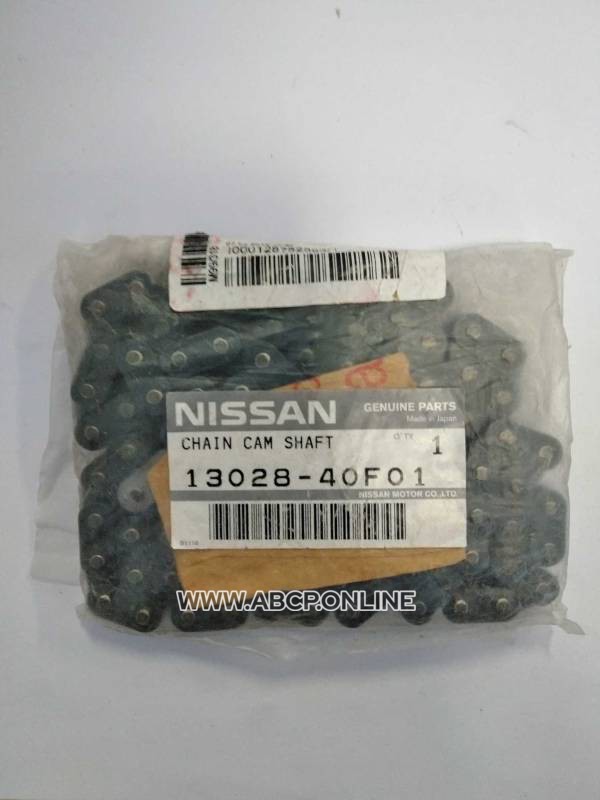 M99018
NISSAN GENUINE PARTS
Made in Japan
CHAIN CAM SHAFT Q'TY 1
13028-40F01
NISSAN MOTOR CO.,LTD.
WWW.ABCP.ONLINE